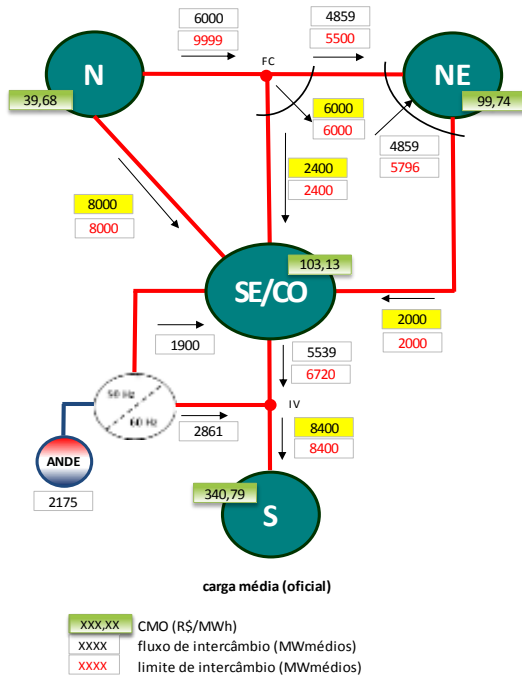 6000
9999
4859
5500
FC
N
NE
39,68
99,74
6000
6000
4859
5796
2400
2400
8000
8000
103,13
SE/CO
2000
2000
1900
5539
6720
50 Hz
60 Hz
IV
2861
8400
8400
ANDE
2175
340,79
S
carga média (oficial)
XXX,XX CMO (R$/MWh)
XXXX fluxo de intercâmbio (MWmédios)
XXXX limite de intercâmbio (MWmédios)